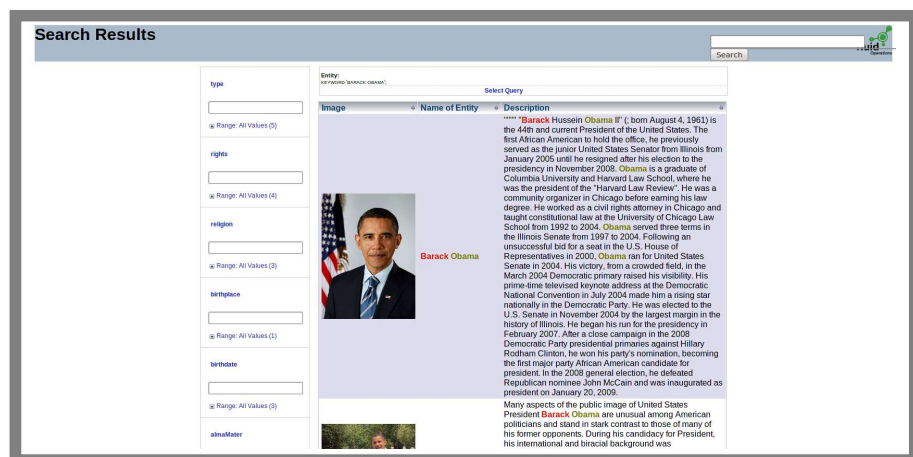 Search Results
fluid
Operations
Search
type
Range: All Values (5)
rights
Range: All Values (4)
religion
Range: All Values (3)
birthplace
Range: All Values (1)
birthdate
Range: All Values (3)
almaMater
Entity:
KEYWORD 'BARACK OBAMA';
Select Query
Image
Name of Entity
Description
Barack Obama
""" "Barack Hussein Obama II" (; born August 4, 1961) is
the 44th and current President of the United States. The
first African American to hold the office, he previously
served as the junior United States Senator from Illinois from
January 2005 until he resigned after his election to the
presidency in November 2008. Obama is a graduate of
Columbia University and Harvard Law School, where he
was the president of the "Harvard Law Review". He was a
community organizer in Chicago before earning his law
degree. He worked as a civil rights attorney in Chicago and
taught constitutional law at the University of Chicago Law
School from 1992 to 2004. Obama served three terms in
the Illinois Senate from 1997 to 2004. Following an
unsuccessful bid for a seat in the U.S. House of
Representatives in 2000, Obama ran for United States
Senate in 2004. His victory, from a crowded field, in the
March 2004 Democratic primary raised his visibility. His
prime-time televised keynote address at the Democratic
National Convention in July 2004 made him a rising star
nationally in the Democratic Party. He was elected to the
U.S. Senate in November 2004 by the largest margin in the
history of Illinois. He began his run for the presidency in
February 2007. After a close campaign in the 2008
Democratic Party presidential primaries against Hillary
Rodham Clinton, he won his party's nomination, becoming
the first major party African American candidate for
president. In the 2008 general election, he defeated
Republican nominee John McCain and was inaugurated as
president on January 20, 2009.
Many aspects of the public image of United States
President Barack Obama are unusual among American
politicians and stand in stark contrast to those of many of
his former opponents. During his candidacy for President,
his international and biracial background was